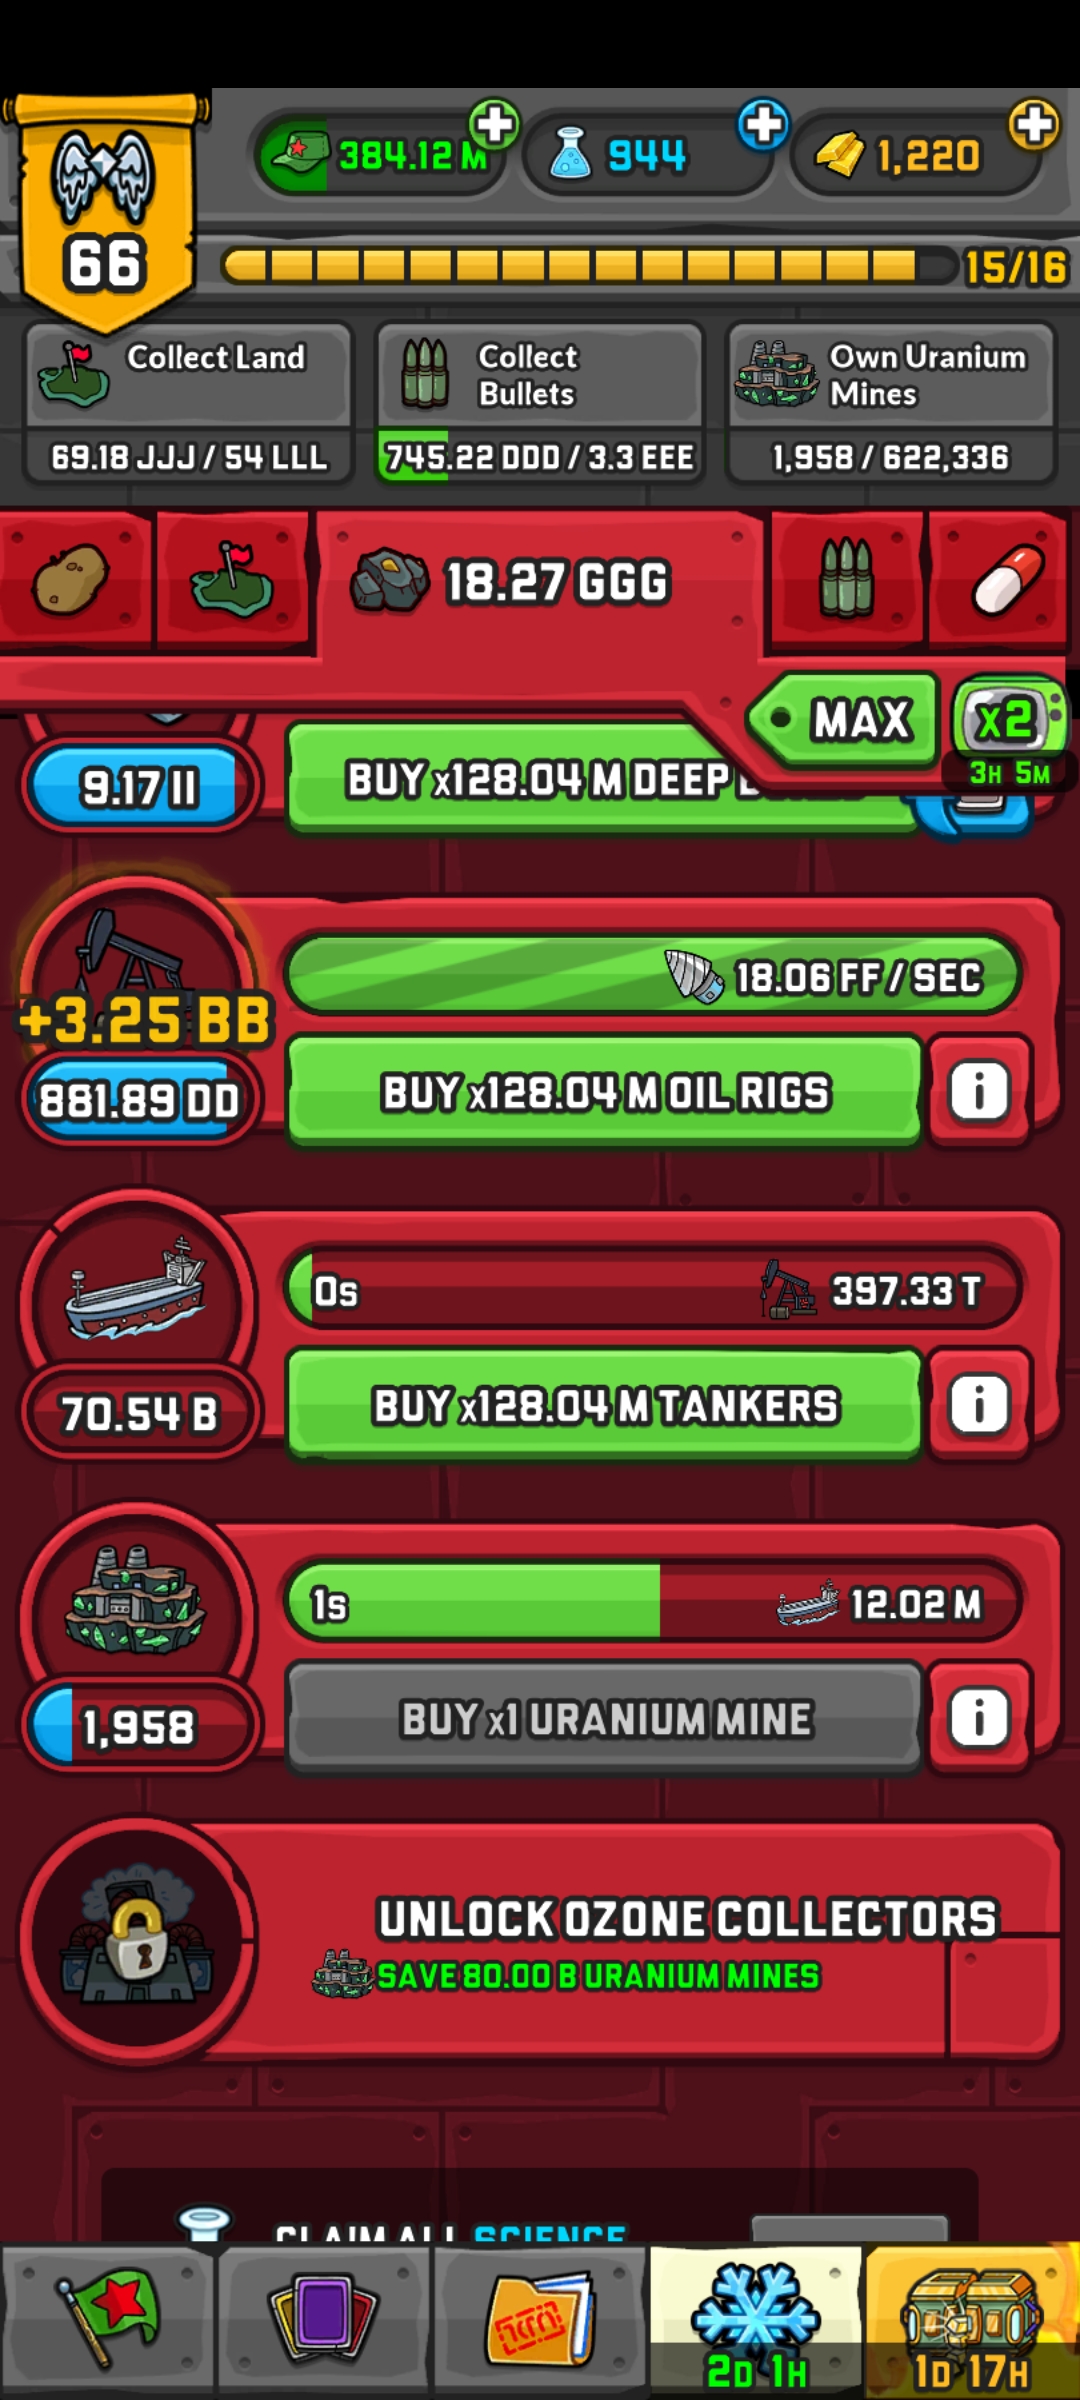 384.12 M
944
1,220
66
15/16
Collect Land
69.18 JJJ / 54 LLL
Collect
Bullets
745.22 DDD / 3.3 EEE
Own Uranium
Mines
1,958 / 622,336
18.27 GGG
MAX
x2
3H 5M
9.17 II
BUY x128.04 M DEEP
18.06 FF / SEC
+3.25 BB
881.89 DD
BUY x128.04 M OIL RIGS
i
0s
397.33 T
70.54 B
BUY x128.04 M TANKERS
i
1s
12.02 M
1,958
BUY x1 URANIUM MINE
i
UNLOCK OZONE COLLECTORS
SAVE 80.00 B URANIUM MINES
CLAIM ALL SCIENCE
2D 1H
1D 17H